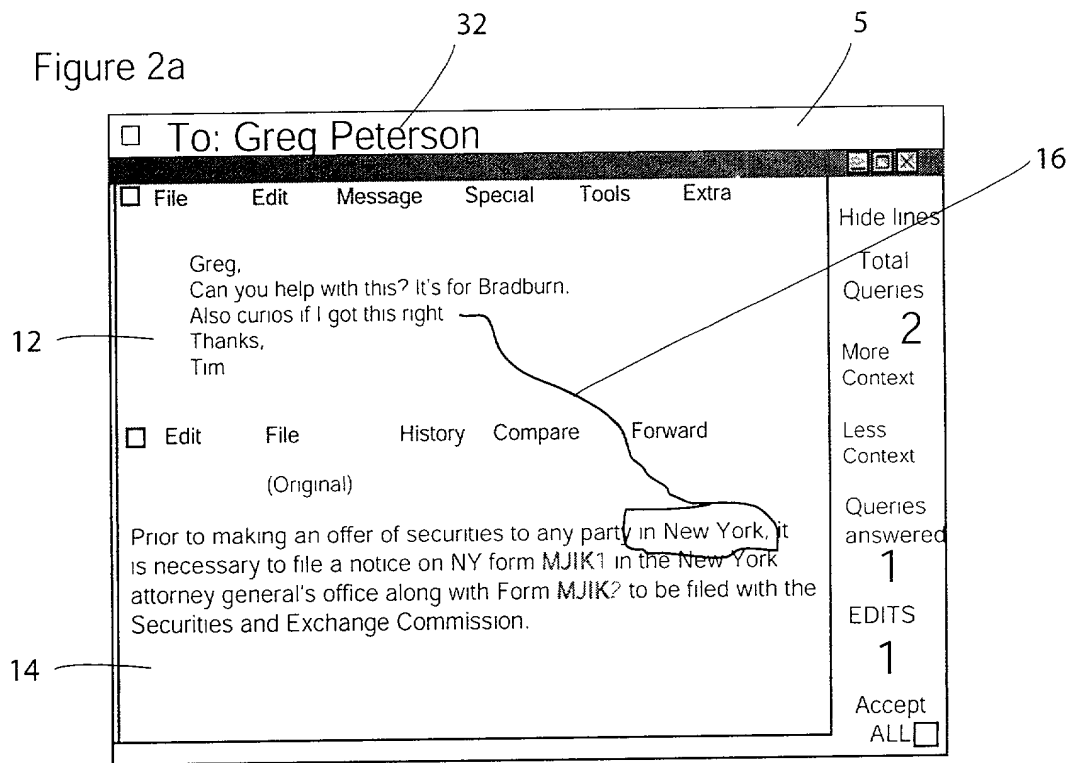 32
5
Figure 2a
To: Greg Peterson
16
File Edit Message Special Tools Extra
Hide lines
Greg,
Can you help with this? It's for Bradburn.
Also curios if I got this right
Thanks,
Tim
12
Total
Queries
2
More
Context
Edit File History Compare Forward
Less
Context
(Original)
Queries
answered
1
Prior to making an offer of securities to any party in New York, it
is necessary to file a notice on NY form MJIK1 in the New York
attorney general's office along with Form MJIK2 to be filed with the
Securities and Exchange Commission.
EDITS
1
14
Accept
ALL